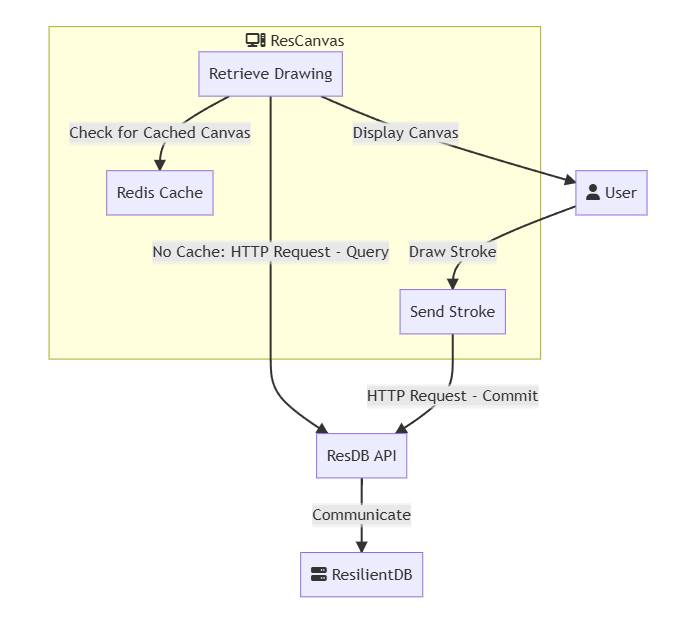 ResCanvas
Retrieve Drawing
Check for Cached Canvas
Display Canvas
Redis Cache
User
No Cache: HTTP Request - Query
Draw Stroke
Send Stroke
HTTP Request - Commit
ResDB API
Communicate
ResilientDB